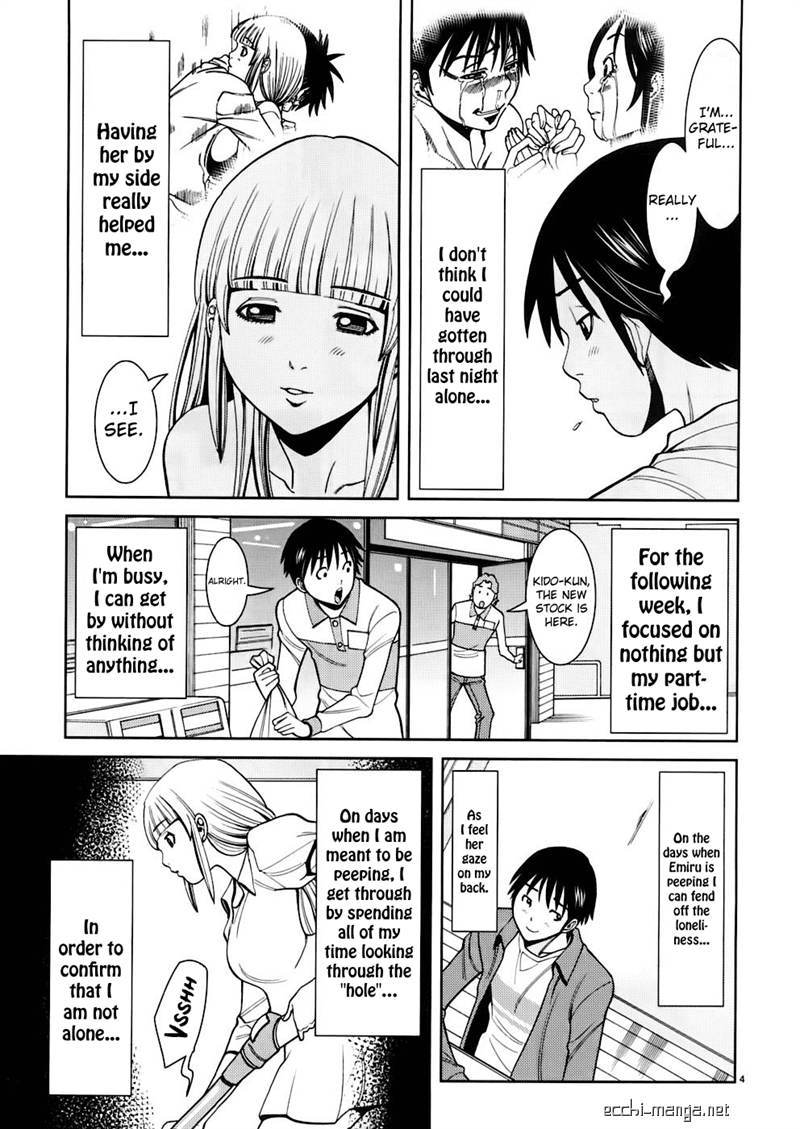 I'M...
GRATE-
FUL...
REALLY
...
I don't
think I
could
have
gotten
through
last night
alone...
Having
her by
my side
really
helped
me...
...I
SEE.
For the
following
week, I
focused on
nothing but
my part-
time job...
KIDO-KUN,
THE NEW
STOCK IS
HERE.
ALRIGHT.
When
I'm busy,
I can get
by without
thinking of
anything...
On the
days when
Emiru is
peeping I
can fend
off the
loneli-
ness...
As
I feel
her
gaze
on my
back.
On days
when I am
meant to be
peeping, I
get through
by spending
all of my
time looking
through the
"hole"...
VSSHH
In
order to
confirm
that I
am not
alone...
4
ecchi-manga.net